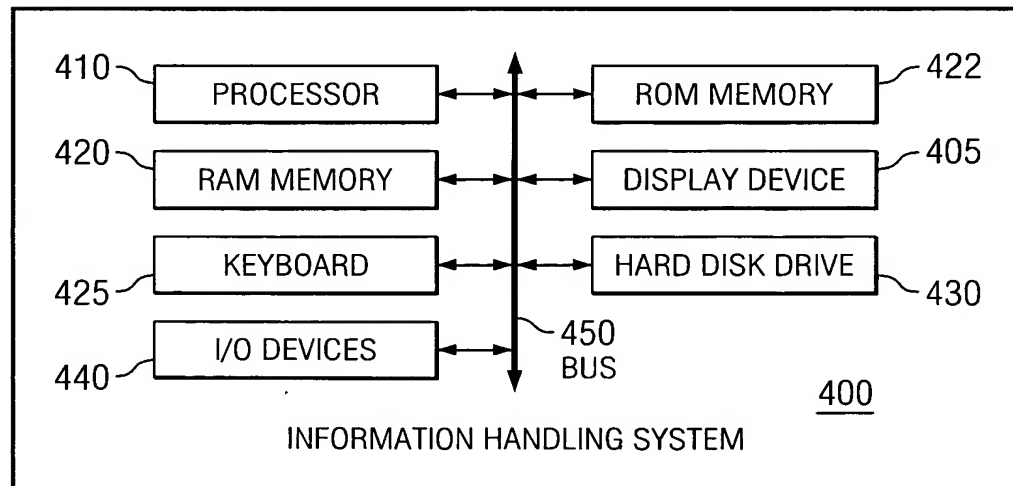 410
PROCESSOR
ROM MEMORY
422
420
RAM MEMORY
DISPLAY DEVICE
405
KEYBOARD
HARD DISK DRIVE
425
430
I/O DEVICES
450
BUS
440
400
INFORMATION HANDLING SYSTEM